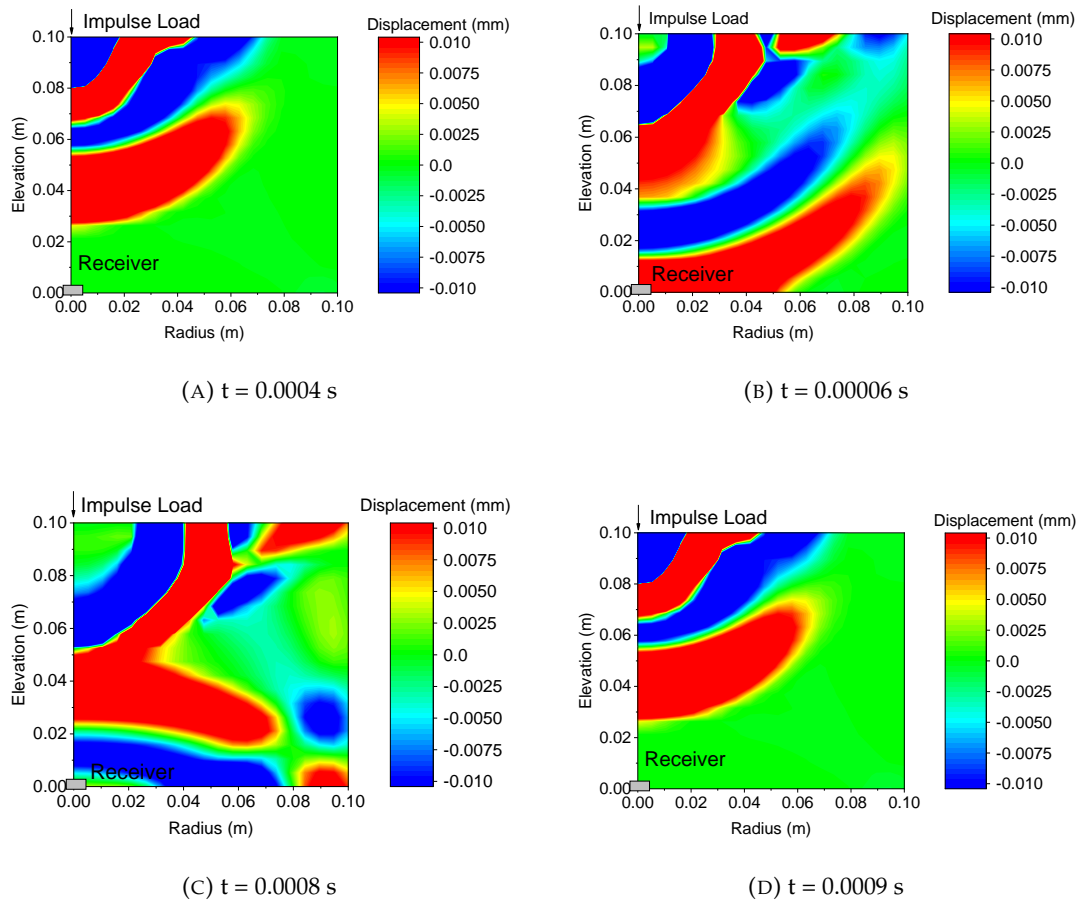 Impulse Load
Displacement (mm)
0.10
0.08
0.06
0.04
0.02
0.00
Elevation (m)
Receiver
0.00 0.02 0.04 0.06 0.08 0.10
Radius (m)
0.010
0.0075
0.0050
0.0025
0.0
-0.0025
-0.0050
-0.0075
-0.010
(A) t = 0.0004 s
Impulse Load
Displacement (mm)
0.10
0.08
0.06
0.04
0.02
0.00
Elevation (m)
Receiver
0.00 0.02 0.04 0.06 0.08 0.10
Radius (m)
0.010
0.0075
0.0050
0.0025
0.0
-0.0025
-0.0050
-0.0075
-0.010
(B) t = 0.00006 s
Impulse Load
Displacement (mm)
0.10
0.08
0.06
0.04
0.02
0.00
Elevation (m)
Receiver
0.00 0.02 0.04 0.06 0.08 0.10
Radius (m)
0.010
0.0075
0.0050
0.0025
0.0
-0.0025
-0.0050
-0.0075
-0.010
(C) t = 0.0008 s
Impulse Load
Displacement (mm)
0.10
0.08
0.06
0.04
0.02
0.00
Elevation (m)
Receiver
0.00 0.02 0.04 0.06 0.08 0.10
Radius (m)
0.010
0.0075
0.0050
0.0025
0.0
-0.0025
-0.0050
-0.0075
-0.010
(D) t = 0.0009 s